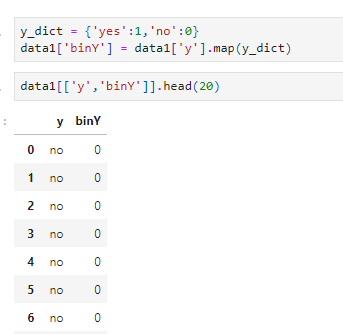 y_dict = {'yes':1,'no':0}
data1['binY'] = data1['y'].map(y_dict)
data1[['y','binY']].head(20)
:
y binY
0 no 0
1 no 0
2 no 0
3 no 0
4 no 0
5 no 0
6 no 0